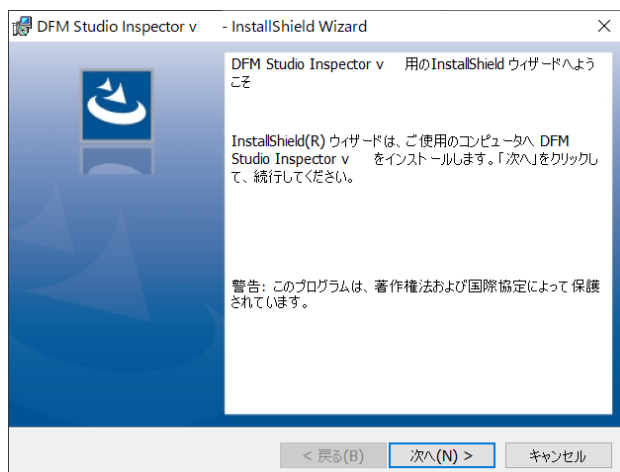 DFM Studio Inspector v - InstallShield Wizard
DFM Studio Inspector v 用のInstallShield ウィザードへよう
こそ
InstallShield(R) ウィザードは、ご使用のコンピュータへ DFM
Studio Inspector v をインストールします。「次へ」をクリックし
て、続行してください。
警告: このプログラムは、著作権法および国際協定によって保護
されています。
< 戻る(B) 次へ(N) > キャンセル